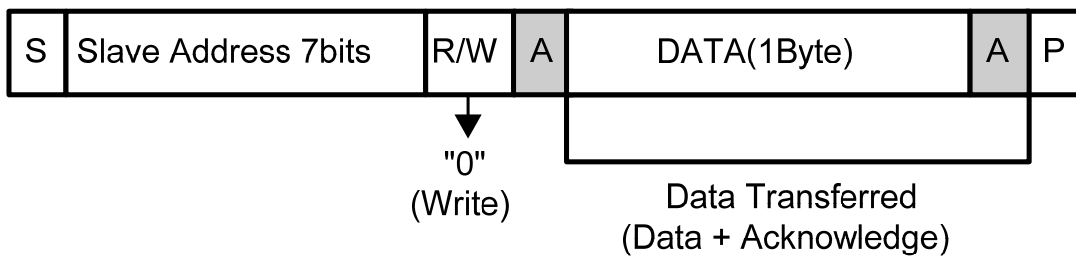 S Slave Address 7bits R/W A DATA(1Byte) A P
"0"
(Write)
Data Transferred
(Data + Acknowledge)